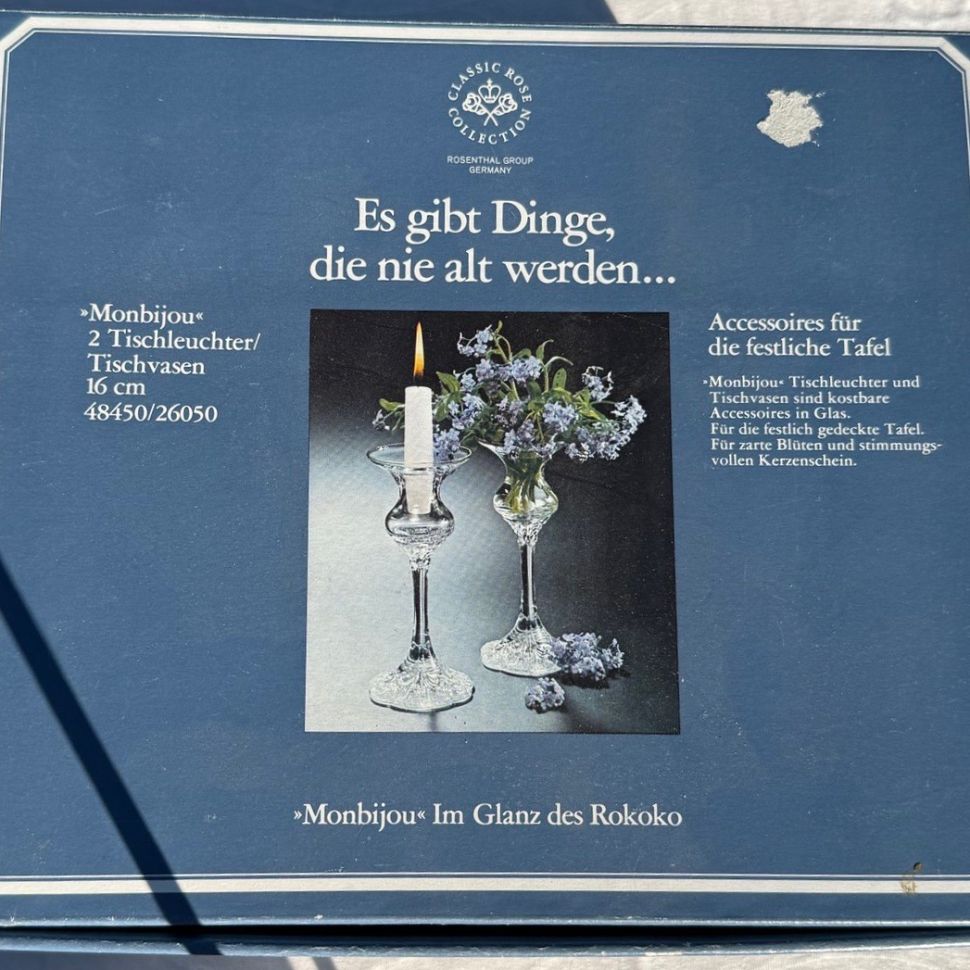 CLASSIC ROSE
COLLECTION
ROSENTHAL GROUP
GERMANY
Es gibt Dinge,
die nie alt werden...
»Monbijou«
2 Tischleuchter/
Tischvasen
16 cm
48450/26050
Accessoires für
die festliche Tafel
»Monbijou« Tischleuchter und
Tischvasen sind kostbare
Accessoires in Glas.
Für die festlich gedeckte Tafel.
Für zarte Blüten und stimmungs-
vollen Kerzenschein.
»Monbijou« Im Glanz des Rokoko